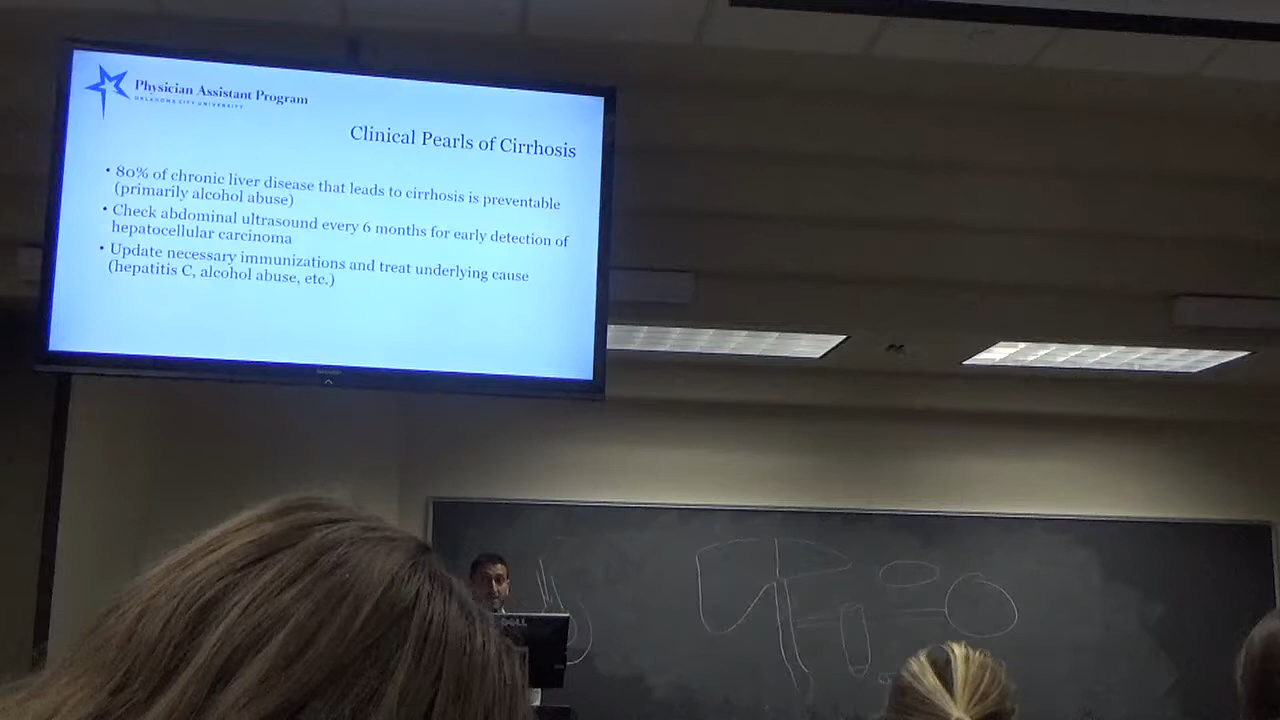 Physician Assistant Program
OKLAHOMA CITY UNIVERSITY
Clinical Pearls of Cirrhosis
• 80% of chronic liver disease that leads to cirrhosis is preventable
(primarily alcohol abuse)
• Check abdominal ultrasound every 6 months for early detection of
hepatocellular carcinoma
• Update necessary immunizations and treat underlying cause
(hepatitis C, alcohol abuse, etc.)
DELL